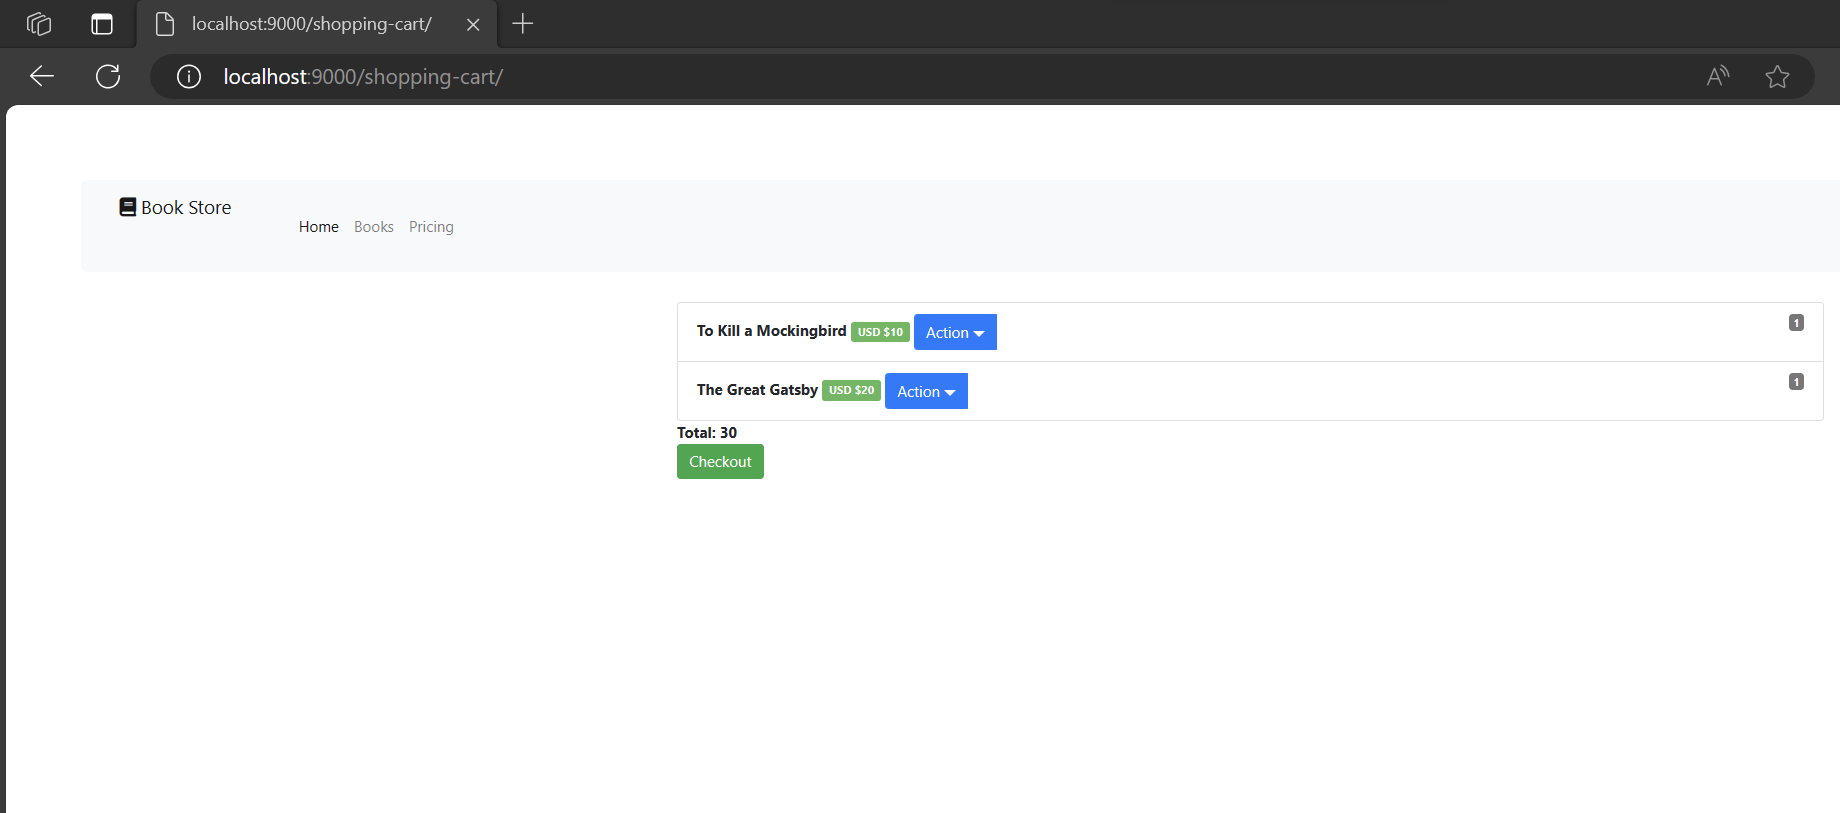 localhost:9000/shopping-cart/
localhost:9000/shopping-cart/
Book Store
Home Books Pricing
To Kill a Mockingbird USD $10 Action 1
The Great Gatsby USD $20 Action 1
Total: 30
Checkout